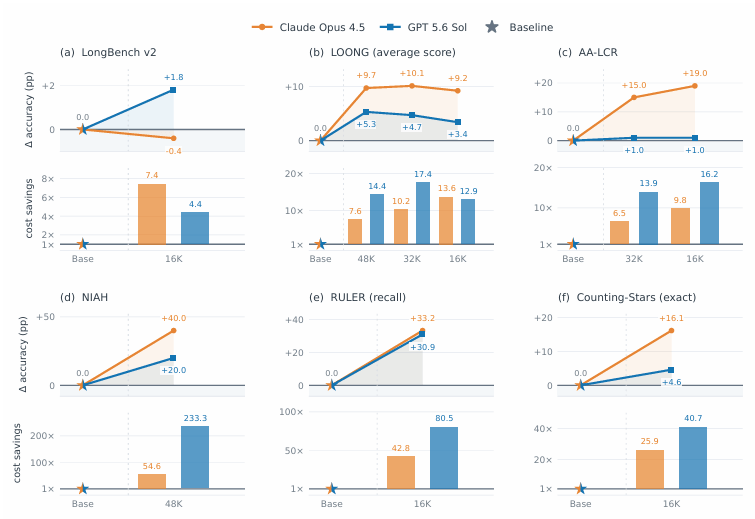 Claude Opus 4.5 GPT 5.6 Sol Baseline
(a) LongBench v2
Δ accuracy (pp)
+2
0
0.0
+1.8
-0.4
cost savings
8×
6×
4×
2×
1×
7.4
4.4
Base 16K
(b) LOONG (average score)
+10
0
0.0
+9.7 +10.1 +9.2
+5.3 +4.7 +3.4
20×
10×
1×
7.6 14.4 10.2 17.4 13.6 12.9
Base 48K 32K 16K
(c) AA-LCR
+20
+10
0
0.0
+15.0 +19.0
+1.0 +1.0
20×
10×
1×
6.5 13.9 9.8 16.2
Base 32K 16K
(d) NIAH
Δ accuracy (pp)
+50
0
0.0
+40.0
+20.0
cost savings
200×
100×
1×
54.6 233.3
Base 48K
(e) RULER (recall)
+40
+20
0
0.0
+33.2
+30.9
100×
50×
1×
42.8 80.5
Base 16K
(f) Counting-Stars (exact)
+20
+10
0
0.0
+16.1
+4.6
40×
20×
1×
25.9 40.7
Base 16K